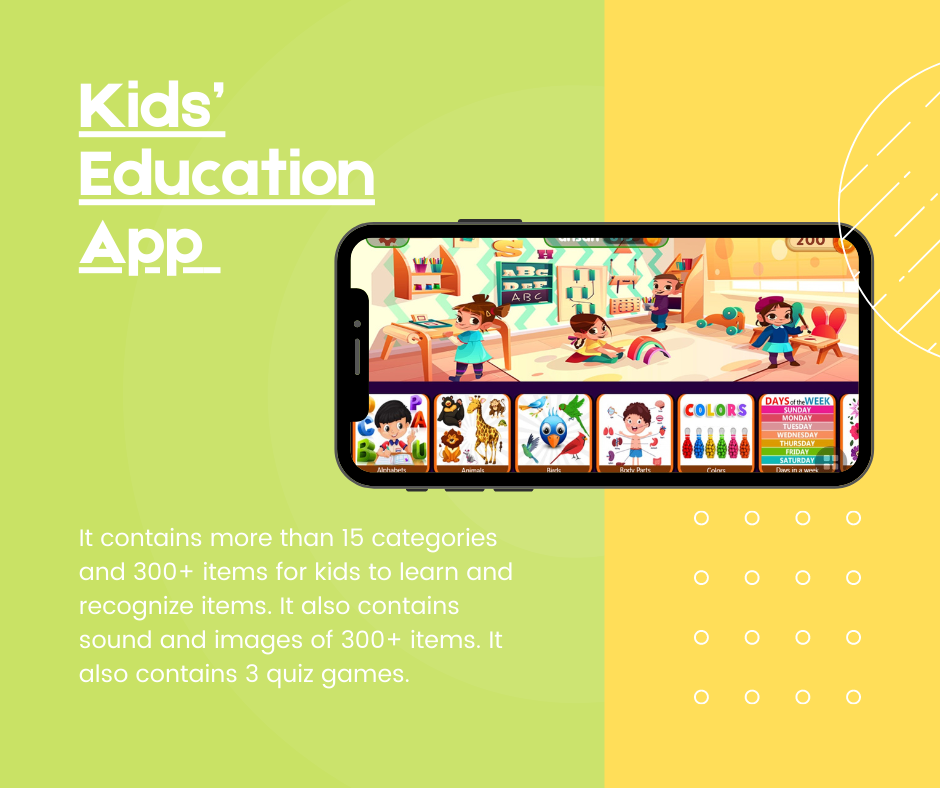 Kids'
Education
App
200
S H
ABC
ABC
C P
A
B U
COLORS
DAYS of the WEEK
SUNDAY
MONDAY
TUESDAY
WEDNESDAY
THURSDAY
FRIDAY
SATURDAY
Alphabets
Animals
Birds
Body Parts
Colors
Days in a week
It contains more than 15 categories
and 300+ items for kids to learn and
recognize items. It also contains
sound and images of 300+ items. It
also contains 3 quiz games.